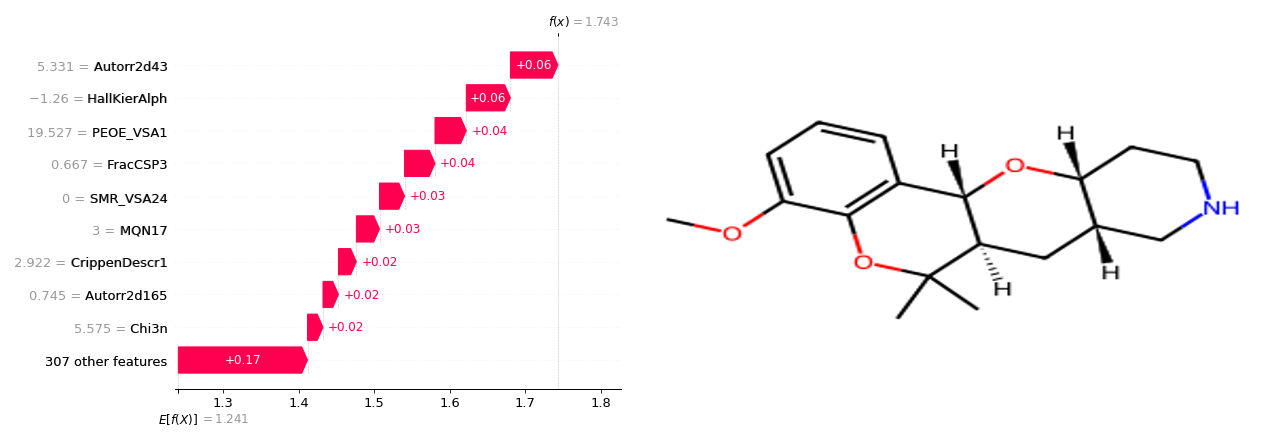 f(x) = 1.743
5.331 = Autorr2d43 +0.06
−1.26 = HallKierAlph +0.06
19.527 = PEOE_VSA1 +0.04
0.667 = FracCSP3 +0.04
0 = SMR_VSA24 +0.03
3 = MQN17 +0.03
2.922 = CrippenDescr1 +0.02
0.745 = Autorr2d165 +0.02
5.575 = Chi3n +0.02
307 other features +0.17
1.3 1.4 1.5 1.6 1.7 1.8
E[f(X)] = 1.241
H
H
O
NH
O
O
H
H